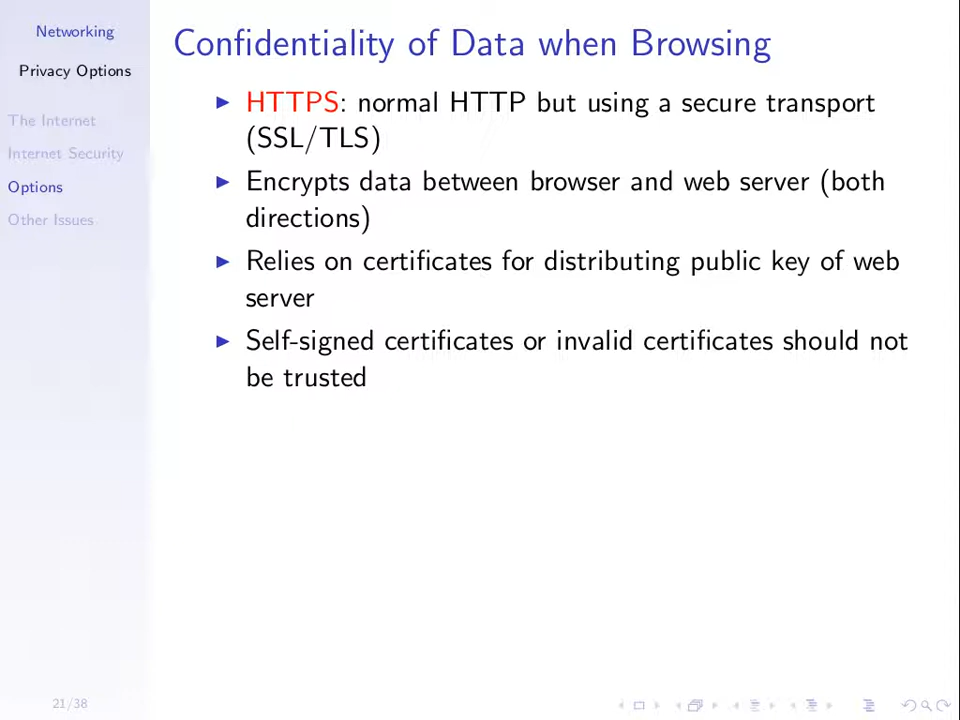 Networking
Privacy Options
The Internet
Internet Security
Options
Other Issues
Confidentiality of Data when Browsing
HTTPS: normal HTTP but using a secure transport
(SSL/TLS)
Encrypts data between browser and web server (both
directions)
Relies on certificates for distributing public key of web
server
Self-signed certificates or invalid certificates should not
be trusted
21/38